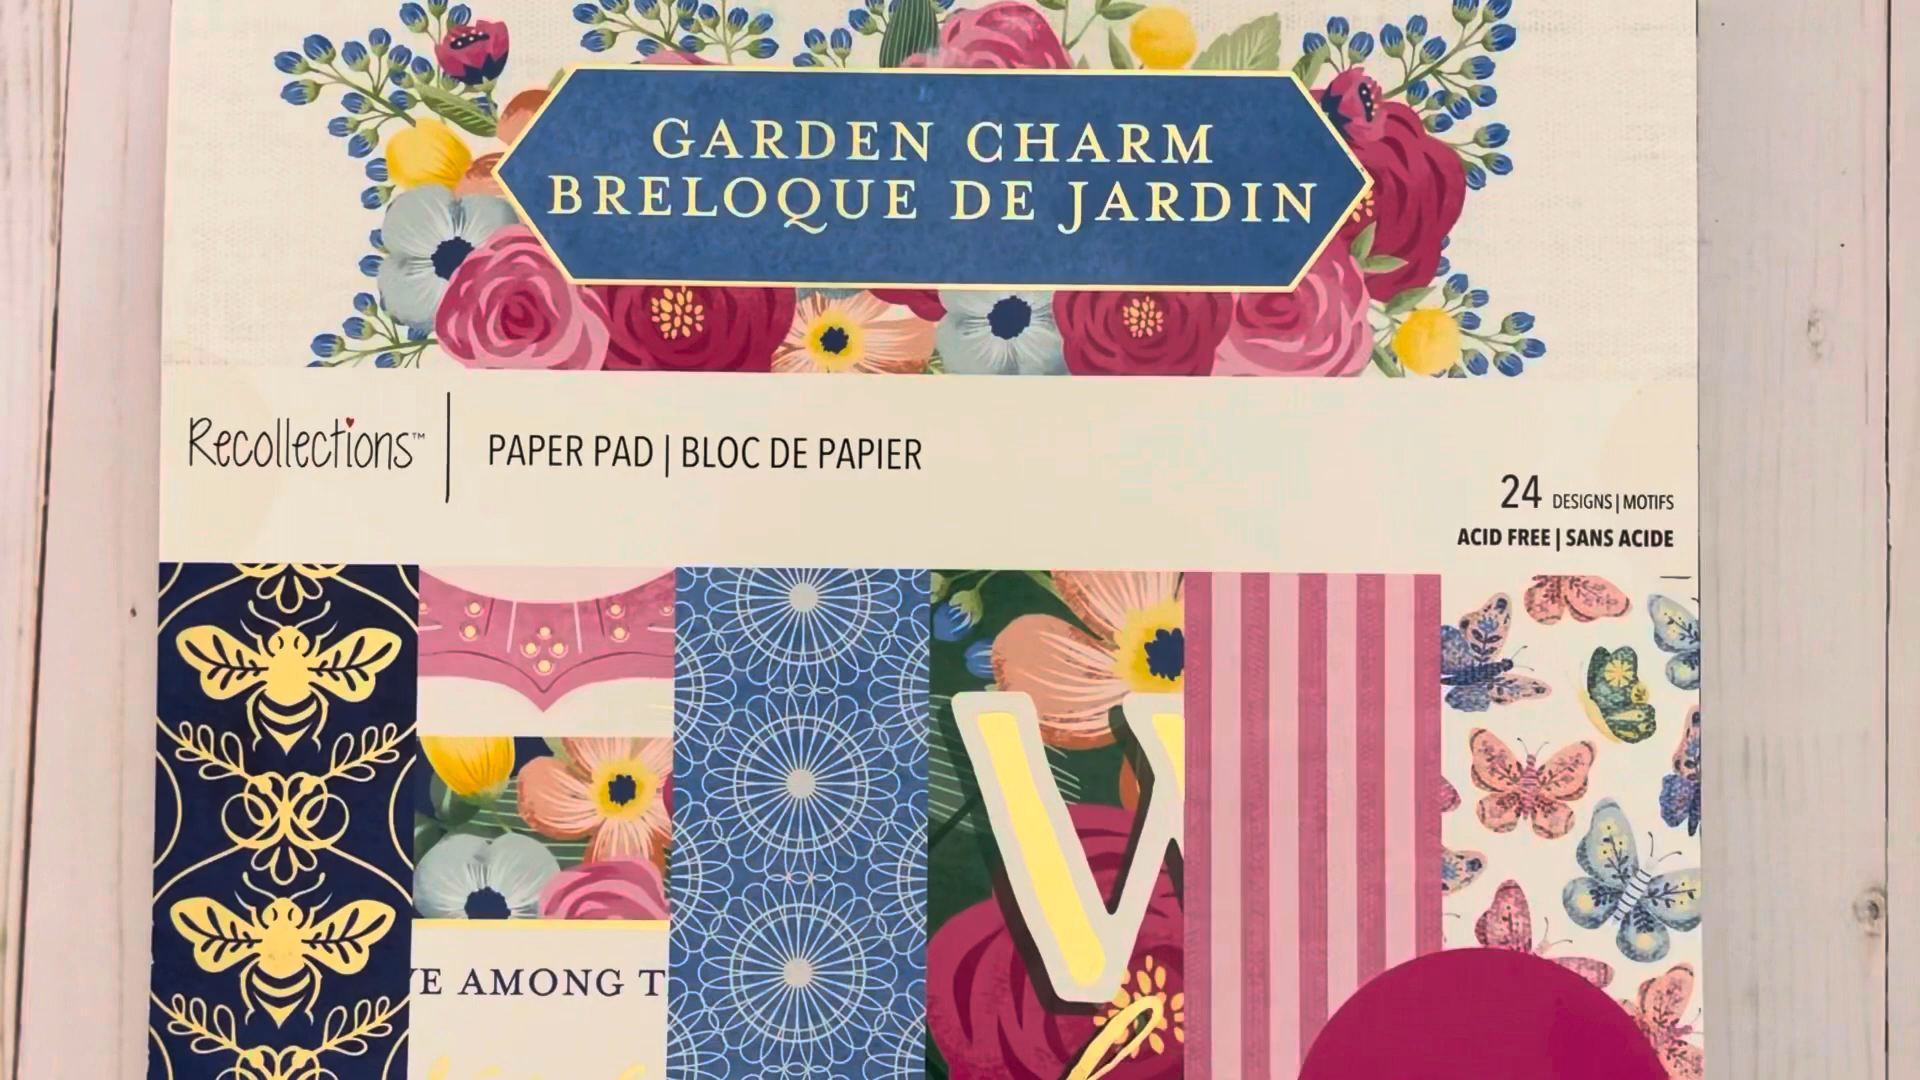 GARDEN CHARM
BRELOQUE DE JARDIN
Recollections™
PAPER PAD | BLOC DE PAPIER
24 DESIGNS | MOTIFS
ACID FREE | SANS ACIDE
VE AMONG T